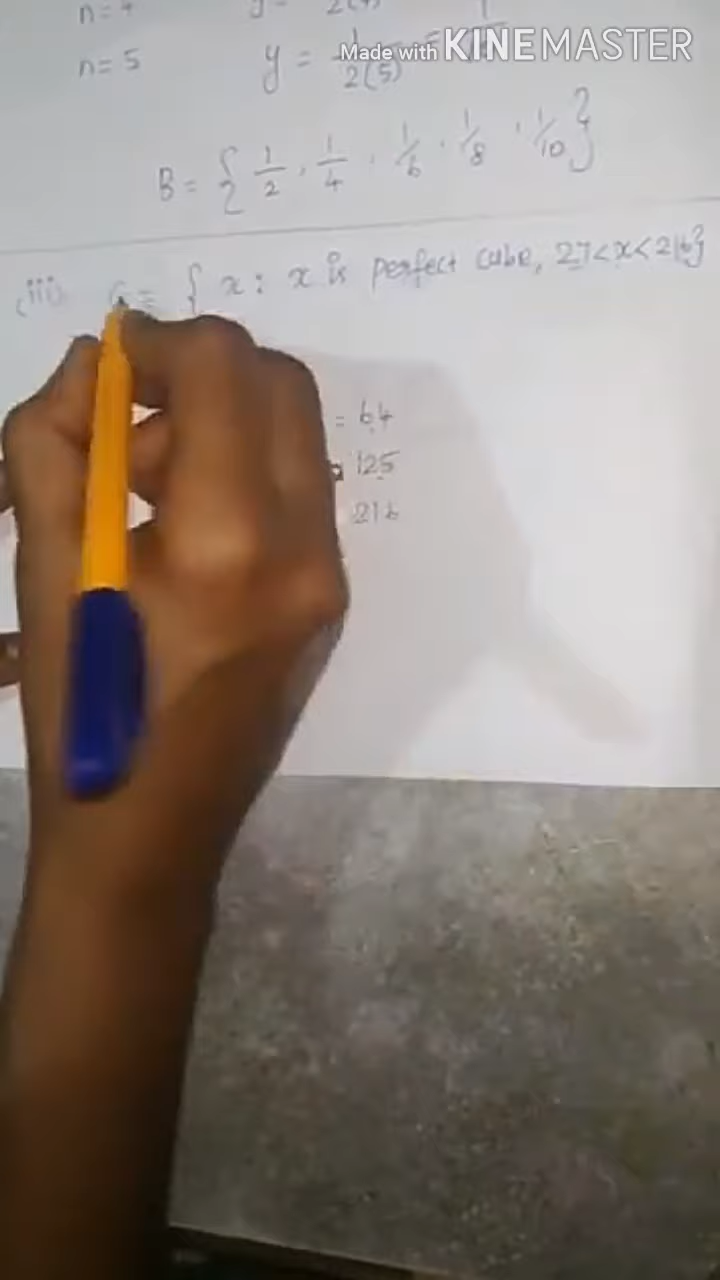 n= 4
n= 5 y = 1/2(5) =
Made with KINEMASTER
B = { 1/2 , 1/4 , 1/6 , 1/8 , 1/10 }
(iii) = { x : x is perfect cube, 27<x<216}
= 64
125
216